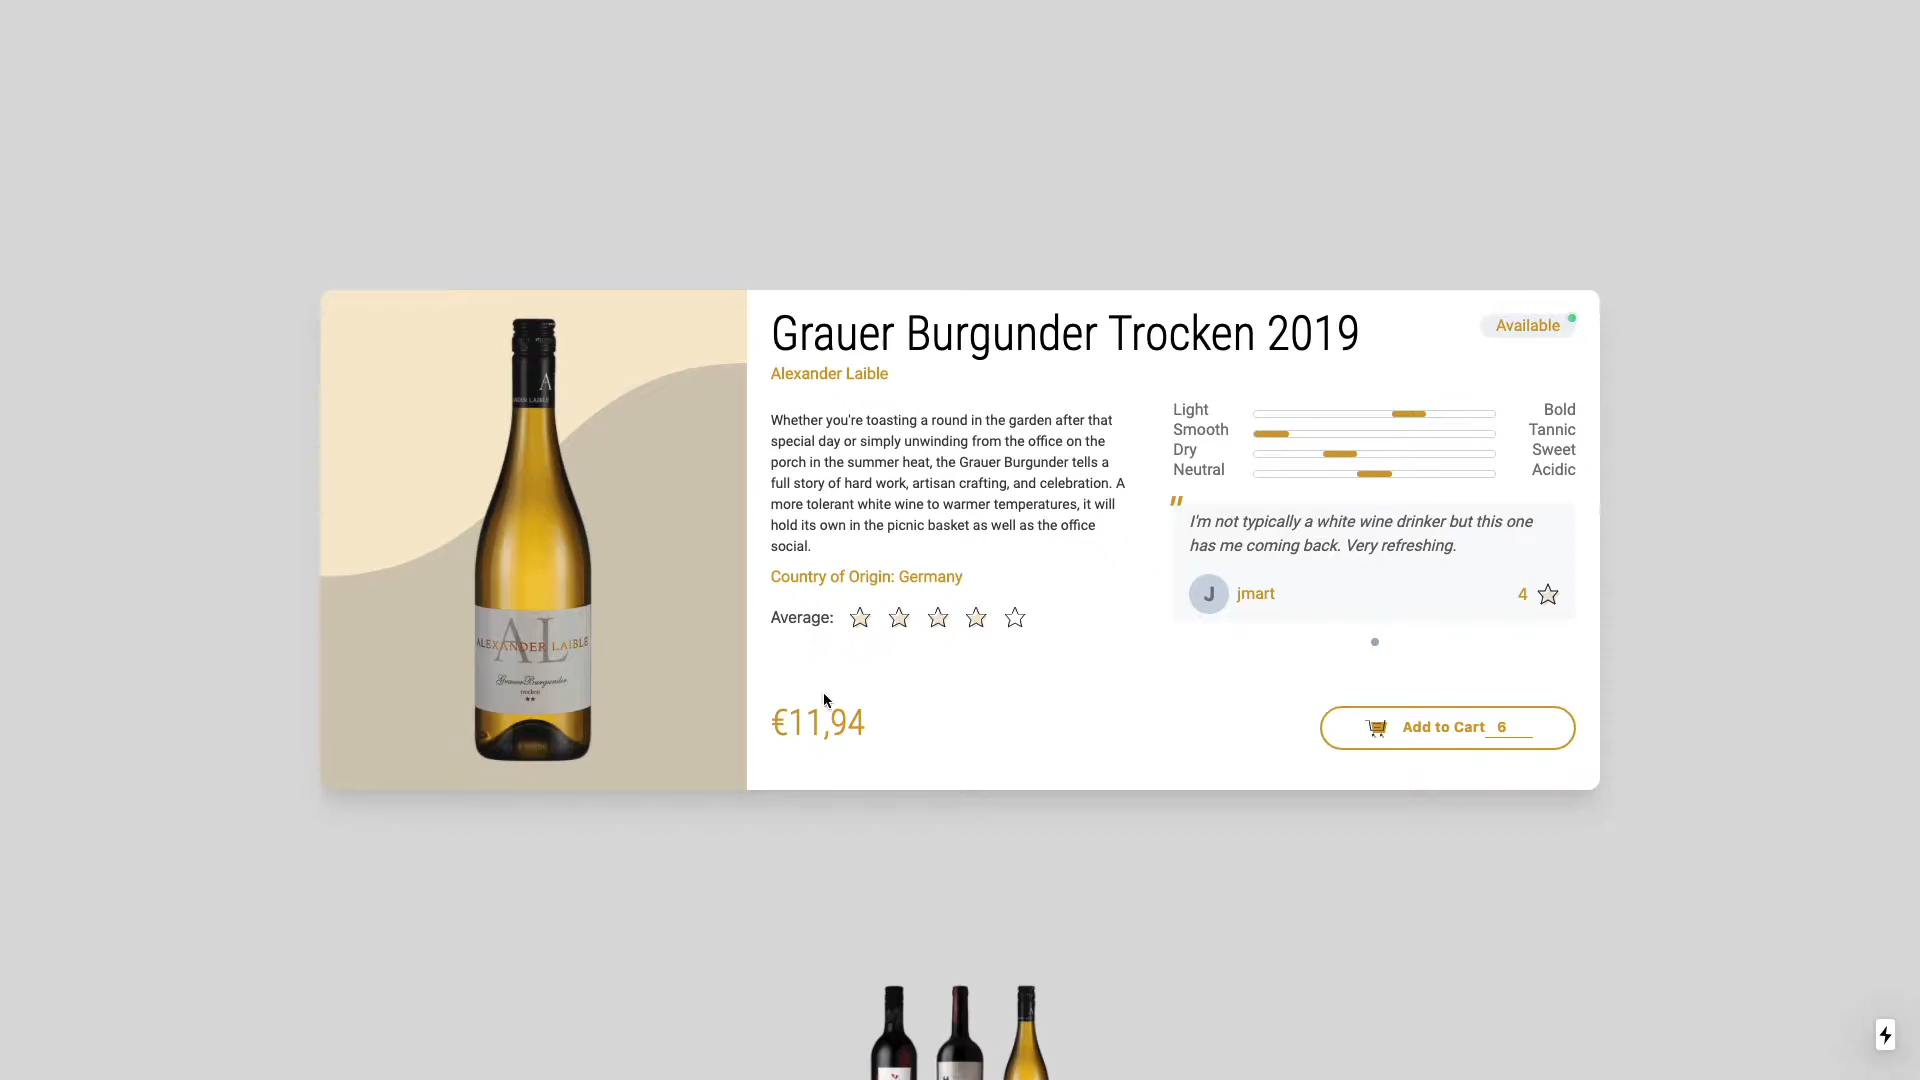 Grauer Burgunder Trocken 2019
Available
Alexander Laible
Whether you're toasting a round in the garden after that
special day or simply unwinding from the office on the
porch in the summer heat, the Grauer Burgunder tells a
full story of hard work, artisan crafting, and celebration. A
more tolerant white wine to warmer temperatures, it will
hold its own in the picnic basket as well as the office
social.
Country of Origin: Germany
Average:
€11,94
Light Bold
Smooth Tannic
Dry Sweet
Neutral Acidic
"
I'm not typically a white wine drinker but this one
has me coming back. Very refreshing.
J jmart 4
Add to Cart 6
A
AL
ALEXANDER LAIBLE
Grauer Burgunder
trocken